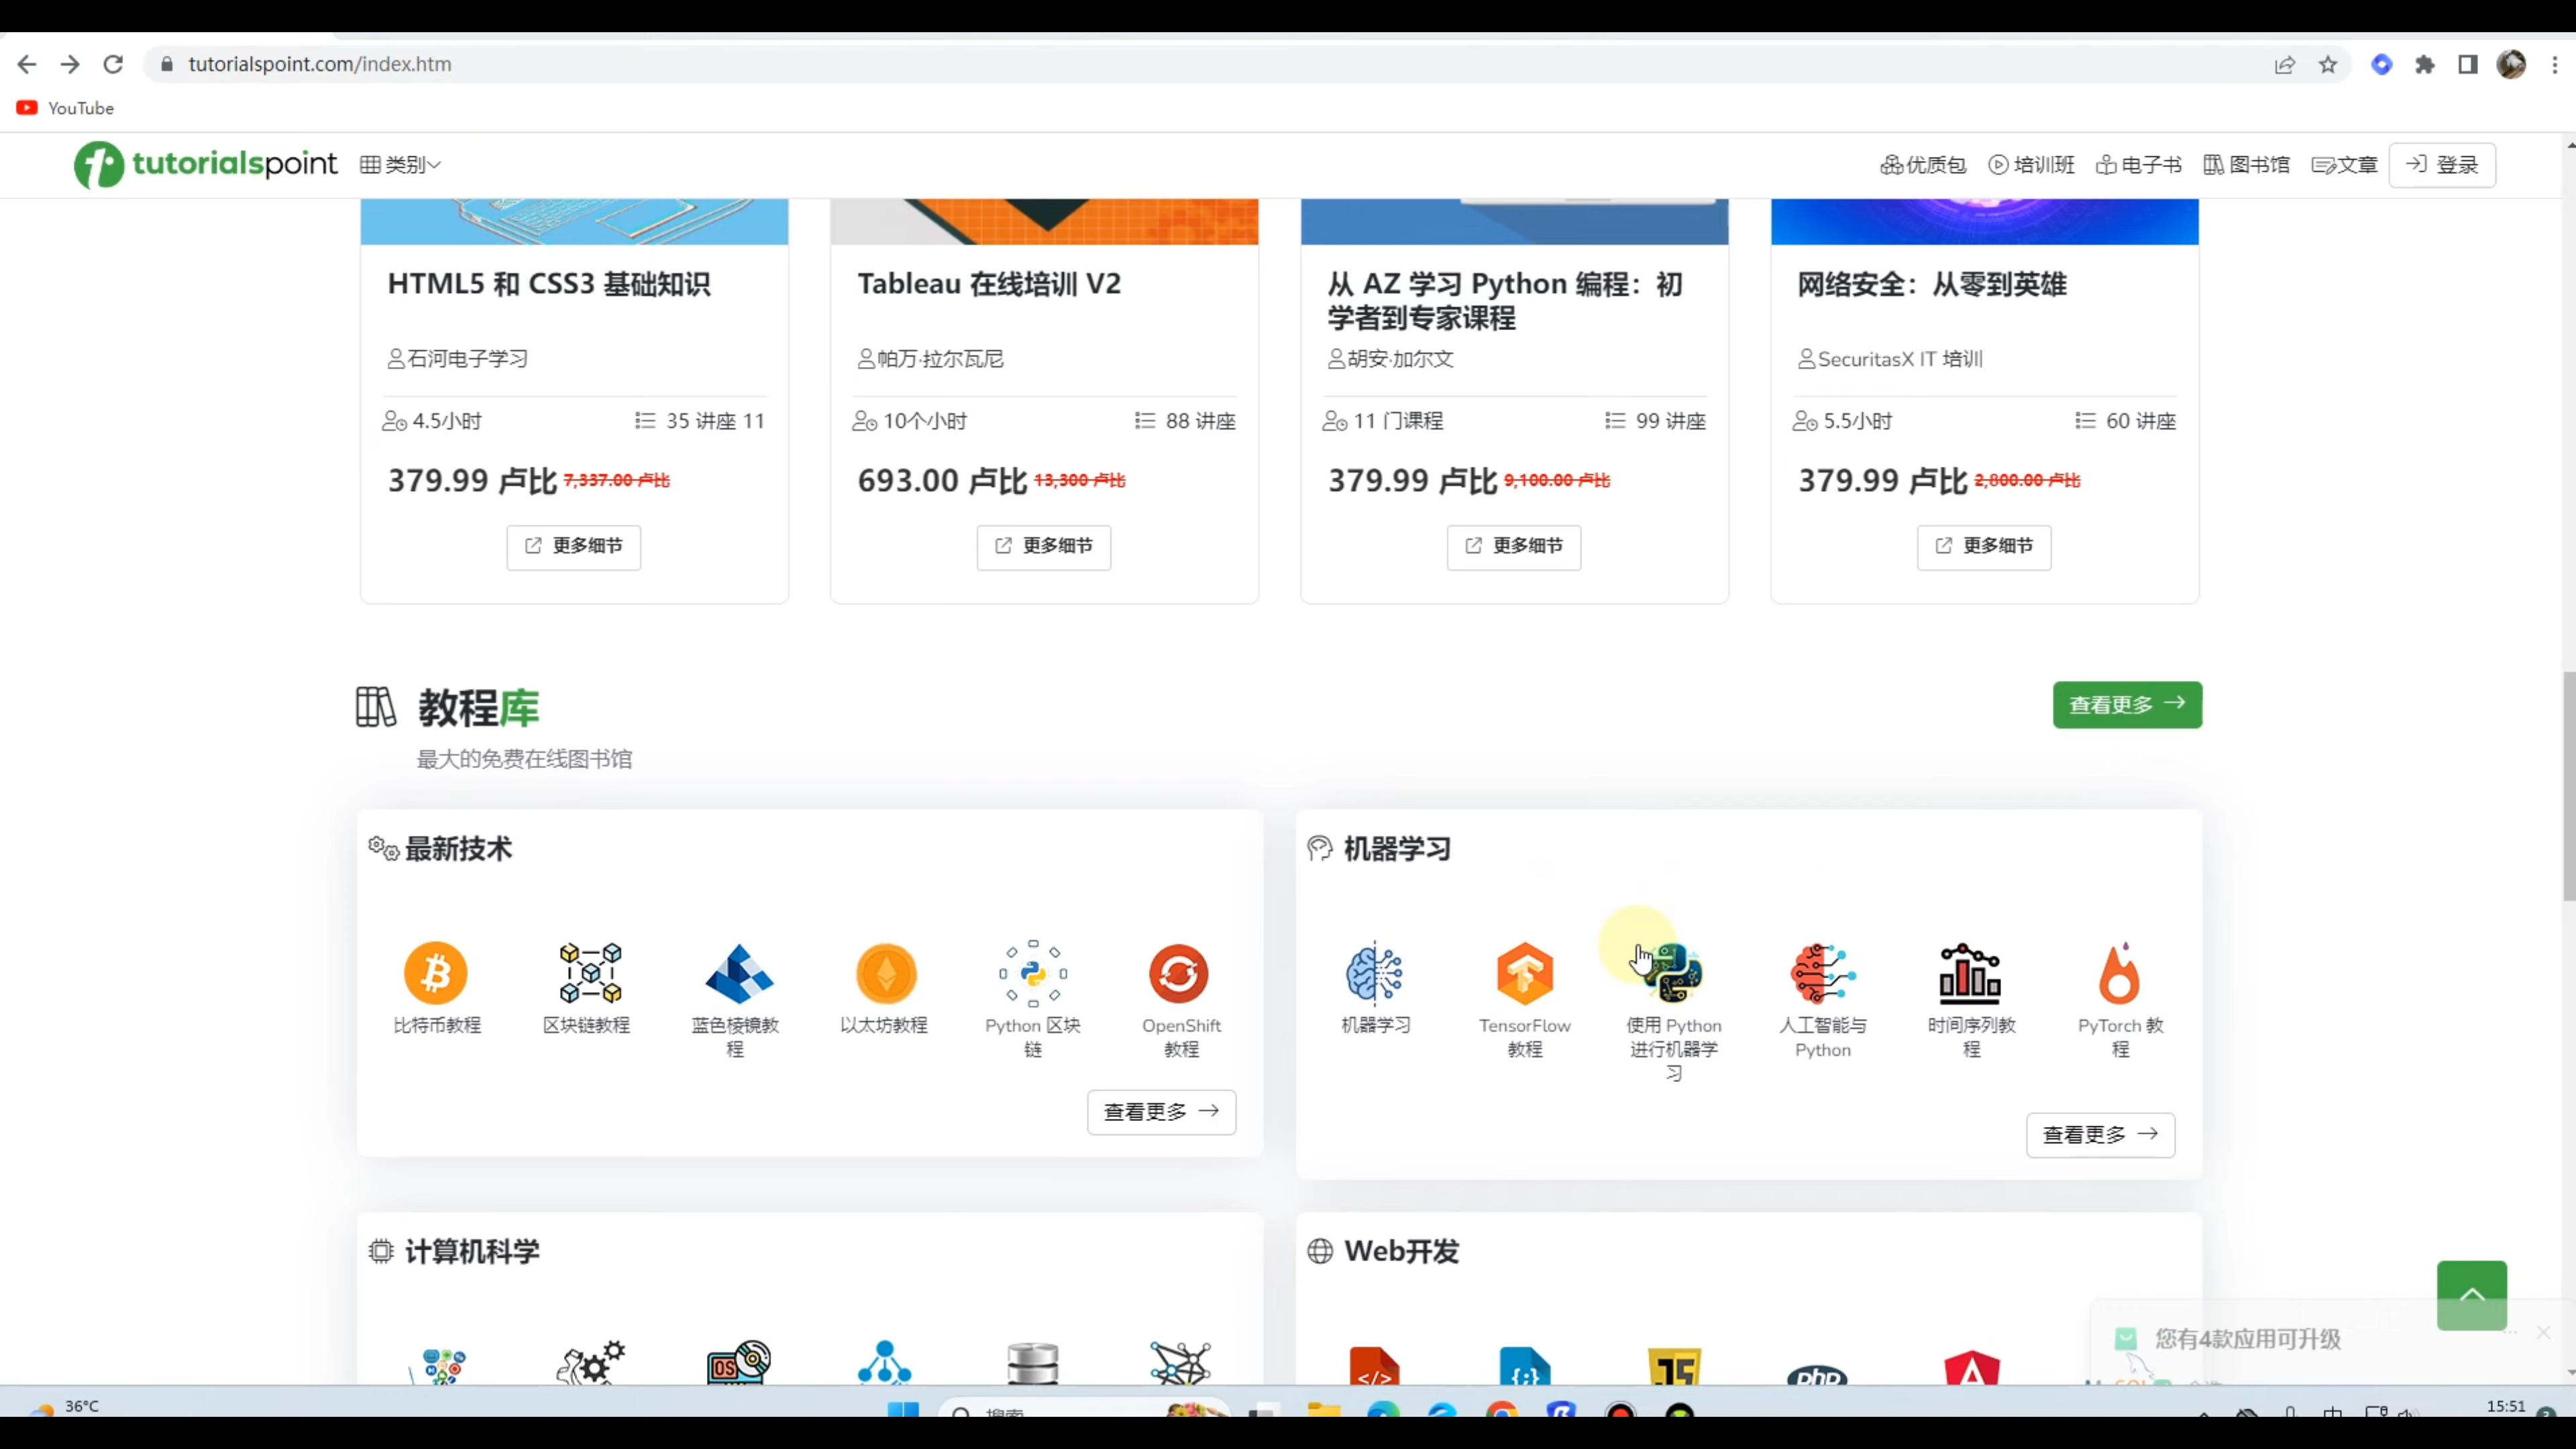 tutorialspoint.com/index.htm
YouTube
tutorialspoint 类别 优质包 培训班 电子书 图书馆 文章 登录
HTML5 和 CSS3 基础知识
石河电子学习
4.5小时 35 讲座 11
379.99 卢比 7,337.00 卢比
更多细节
Tableau 在线培训 V2
帕万·拉尔瓦尼
10个小时 88 讲座
693.00 卢比 13,300 卢比
更多细节
从 AZ 学习 Python 编程：初
学者到专家课程
胡安·加尔文
11 门课程 99 讲座
379.99 卢比 9,100.00 卢比
更多细节
网络安全：从零到英雄
SecuritasX IT 培训
5.5小时 60 讲座
379.99 卢比 2,800.00 卢比
更多细节
教程库
查看更多
最大的免费在线图书馆
最新技术
比特币教程
区块链教程
蓝色棱镜教
程
以太坊教程
Python 区块
链
OpenShift
教程
查看更多
机器学习
机器学习
TensorFlow
教程
使用 Python
进行机器学
习
人工智能与
Python
时间序列教
程
PyTorch 教
程
查看更多
计算机科学
OS
Web开发
</>
{;}
JS
php
A
您有4款应用可升级
36°C
搜索
中
15:51